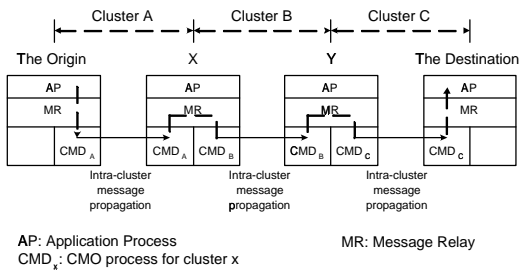 Cluster A Cluster B Cluster C
The Origin X Y The Destination
AP AP AP AP
MR MR MR MR
CMD A CMD A CMD B CMD B CMD C CMD C
Intra-cluster message propagation
Intra-cluster message propagation
Intra-cluster message propagation
AP: Application Process MR: Message Relay
CMD x: CMO process for cluster x